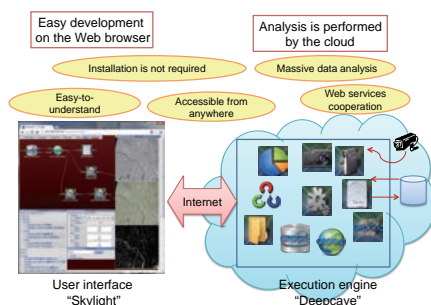 Easy development
on the Web browser
Analysis is performed
by the cloud
Installation is not required
Massive data analysis
Easy-to-
understand
Accessible from
anywhere
Web services
cooperation
Internet
User interface
“Skylight”
Execution engine
“Deepcave”